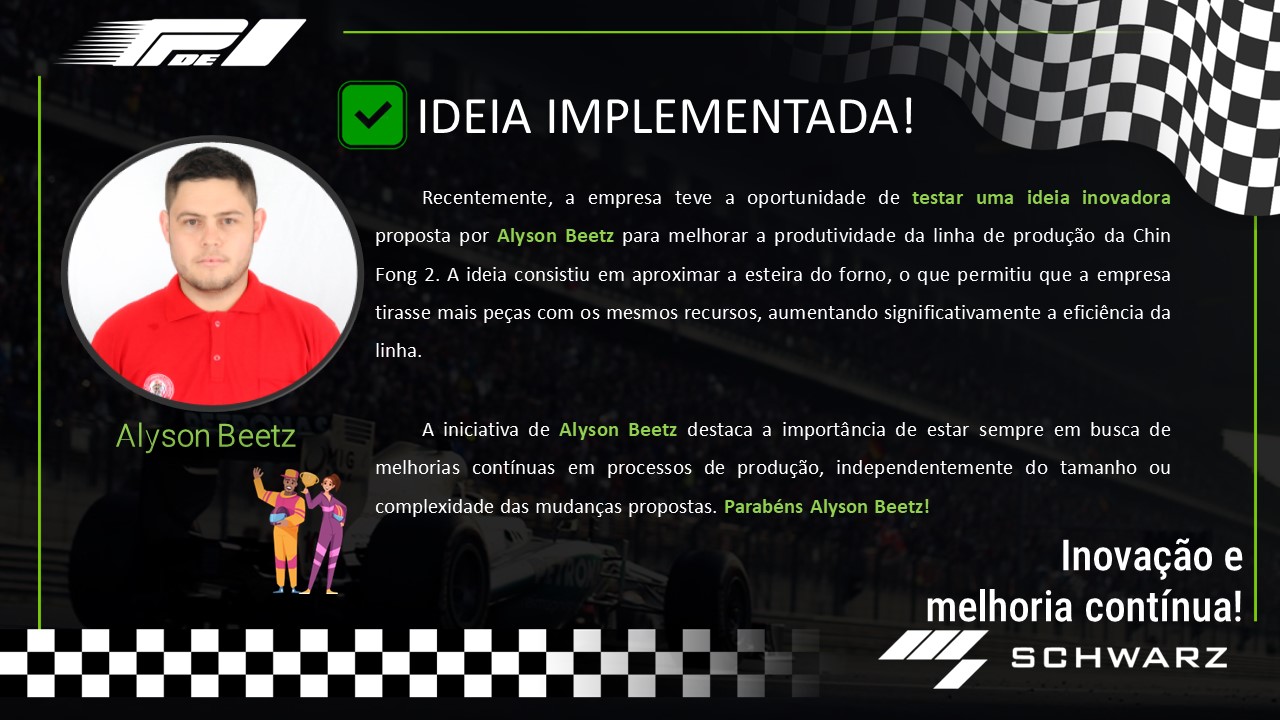 P DE I
IDEIA IMPLEMENTADA!
Recentemente, a empresa teve a oportunidade de testar uma ideia inovadora
proposta por Alyson Beetz para melhorar a produtividade da linha de produção da Chin
Fong 2. A ideia consistiu em aproximar a esteira do forno, o que permitiu que a empresa
tirasse mais peças com os mesmos recursos, aumentando significativamente a eficiência da
linha.
Alyson Beetz
A iniciativa de Alyson Beetz destaca a importância de estar sempre em busca de
melhorias contínuas em processos de produção, independentemente do tamanho ou
complexidade das mudanças propostas. Parabéns Alyson Beetz!
MIG
PETRONAS
Inovação e
melhoria contínua!
SCHWARZ